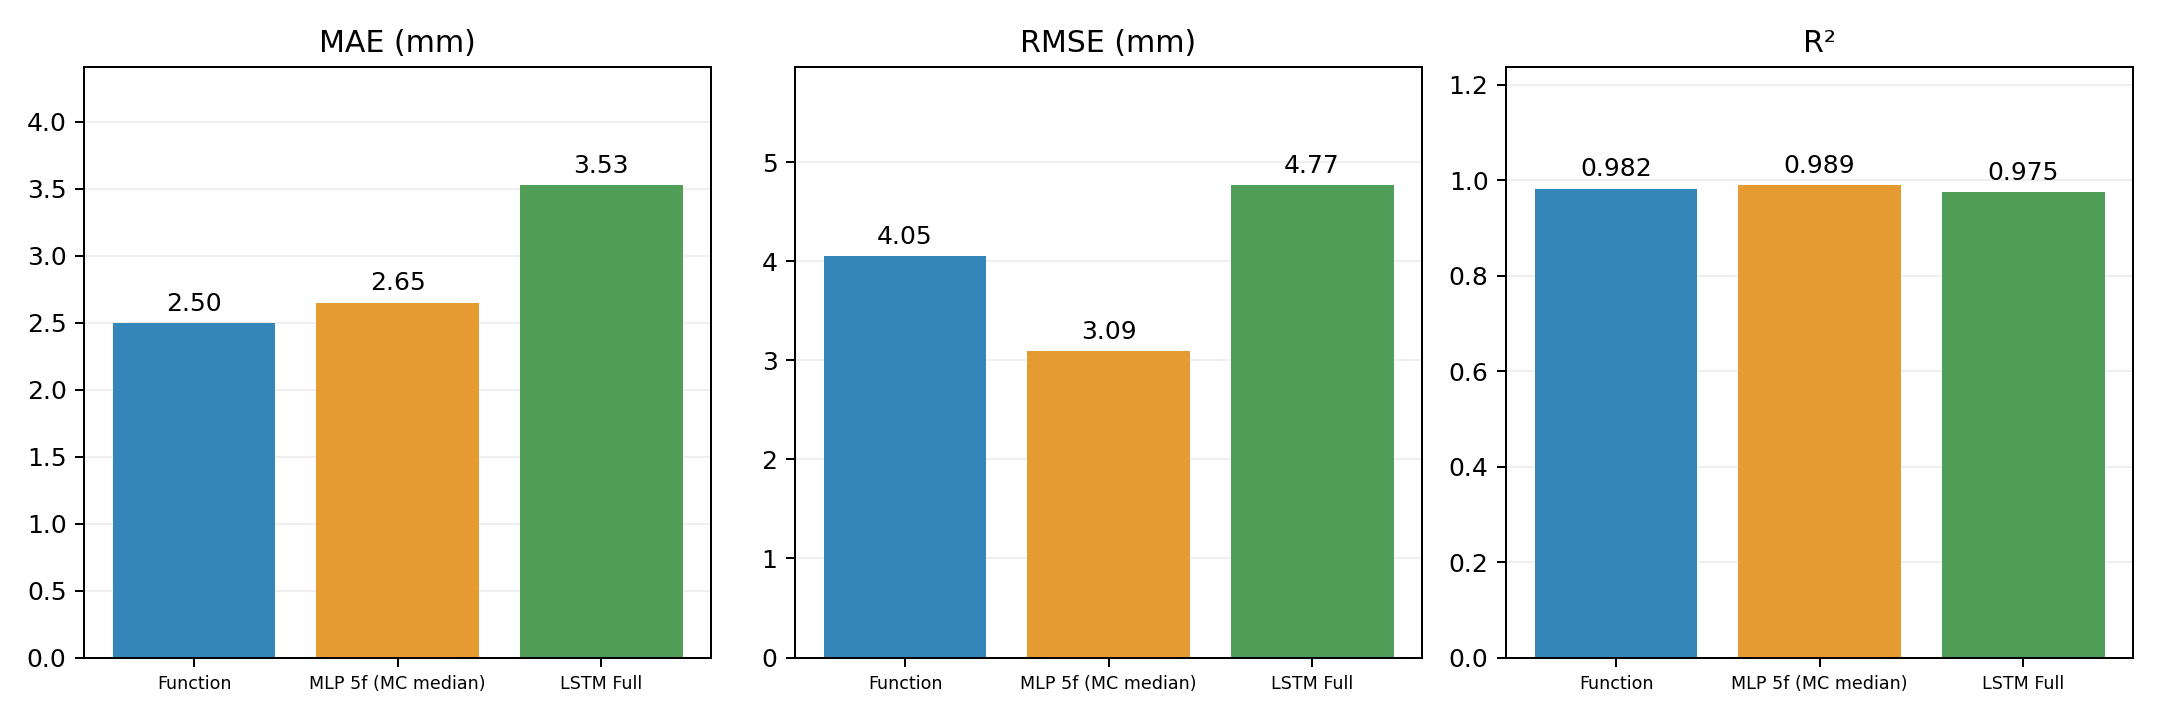 MAE (mm)
4.0
3.5
3.0
2.5
2.0
1.5
1.0
0.5
0.0
2.50
2.65
3.53
Function
MLP 5f (MC median)
LSTM Full
RMSE (mm)
5
4
3
2
1
0
4.05
3.09
4.77
Function
MLP 5f (MC median)
LSTM Full
R²
1.2
1.0
0.8
0.6
0.4
0.2
0.0
0.982
0.989
0.975
Function
MLP 5f (MC median)
LSTM Full